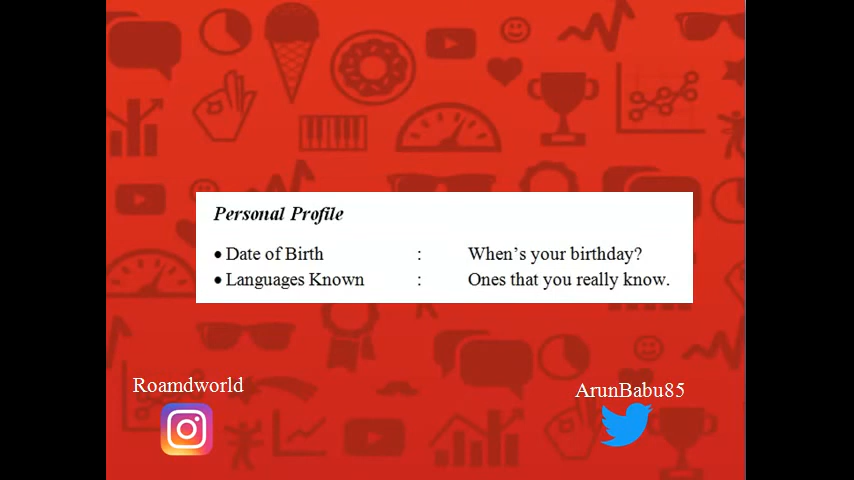 Personal Profile
• Date of Birth : When's your birthday?
• Languages Known : Ones that you really know.
Roamdworld
ArunBabu85